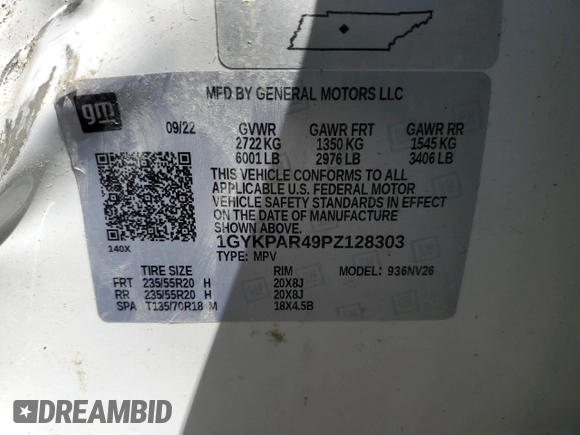 gm
MFD BY GENERAL MOTORS LLC
09/22 GVWR GAWR FRT GAWR RR
2722 KG 1350 KG 1545 KG
6001 LB 2976 LB 3406 LB
THIS VEHICLE CONFORMS TO ALL
APPLICABLE U.S. FEDERAL MOTOR
VEHICLE SAFETY STANDARDS IN EFFECT
ON THE DATE OF MANUFACTURE
SHOWN ABOVE.
140X
1GYKPAR49PZ128303
TYPE: MPV
TIRE SIZE RIM MODEL: 936NV26
FRT 235/55R20 H 20X8J
RR 235/55R20 H 20X8J
SPA T135/70R18 M 18X4.5B
DREAMBID
dreambid.com